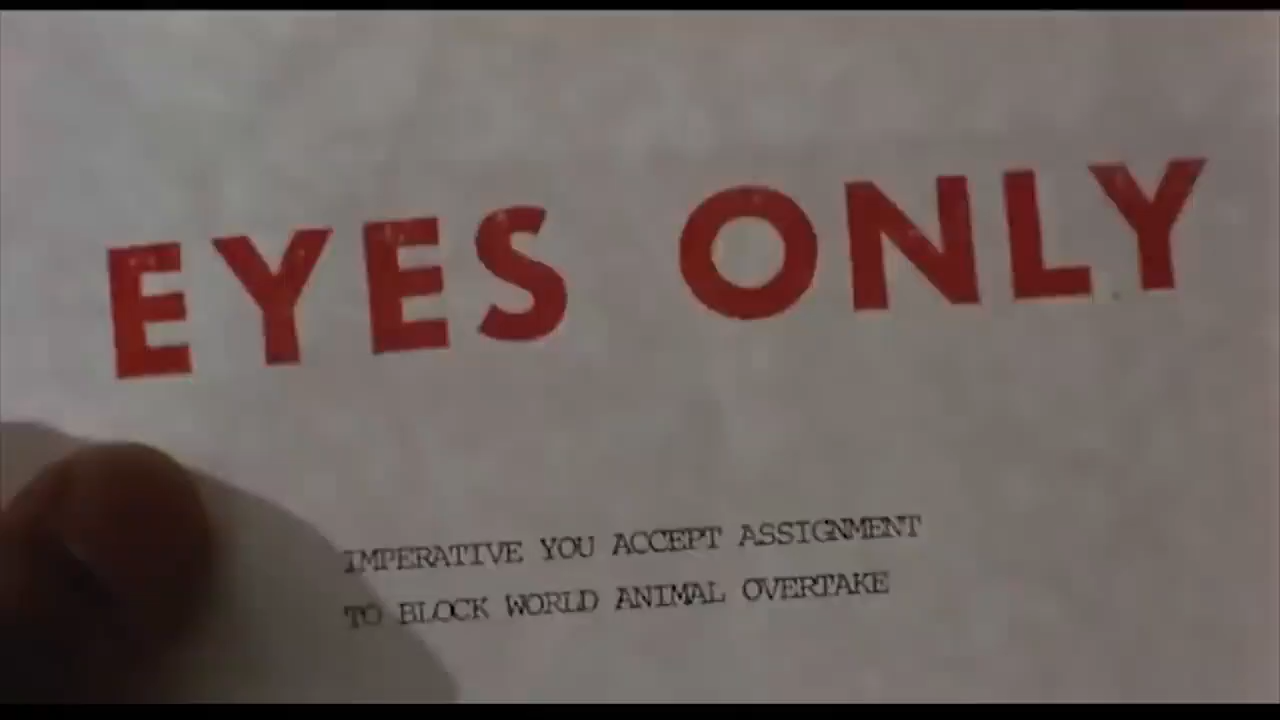 EYES ONLY
IMPERATIVE YOU ACCEPT ASSIGNMENT
TO BLOCK WORLD ANIMAL OVERTAKE